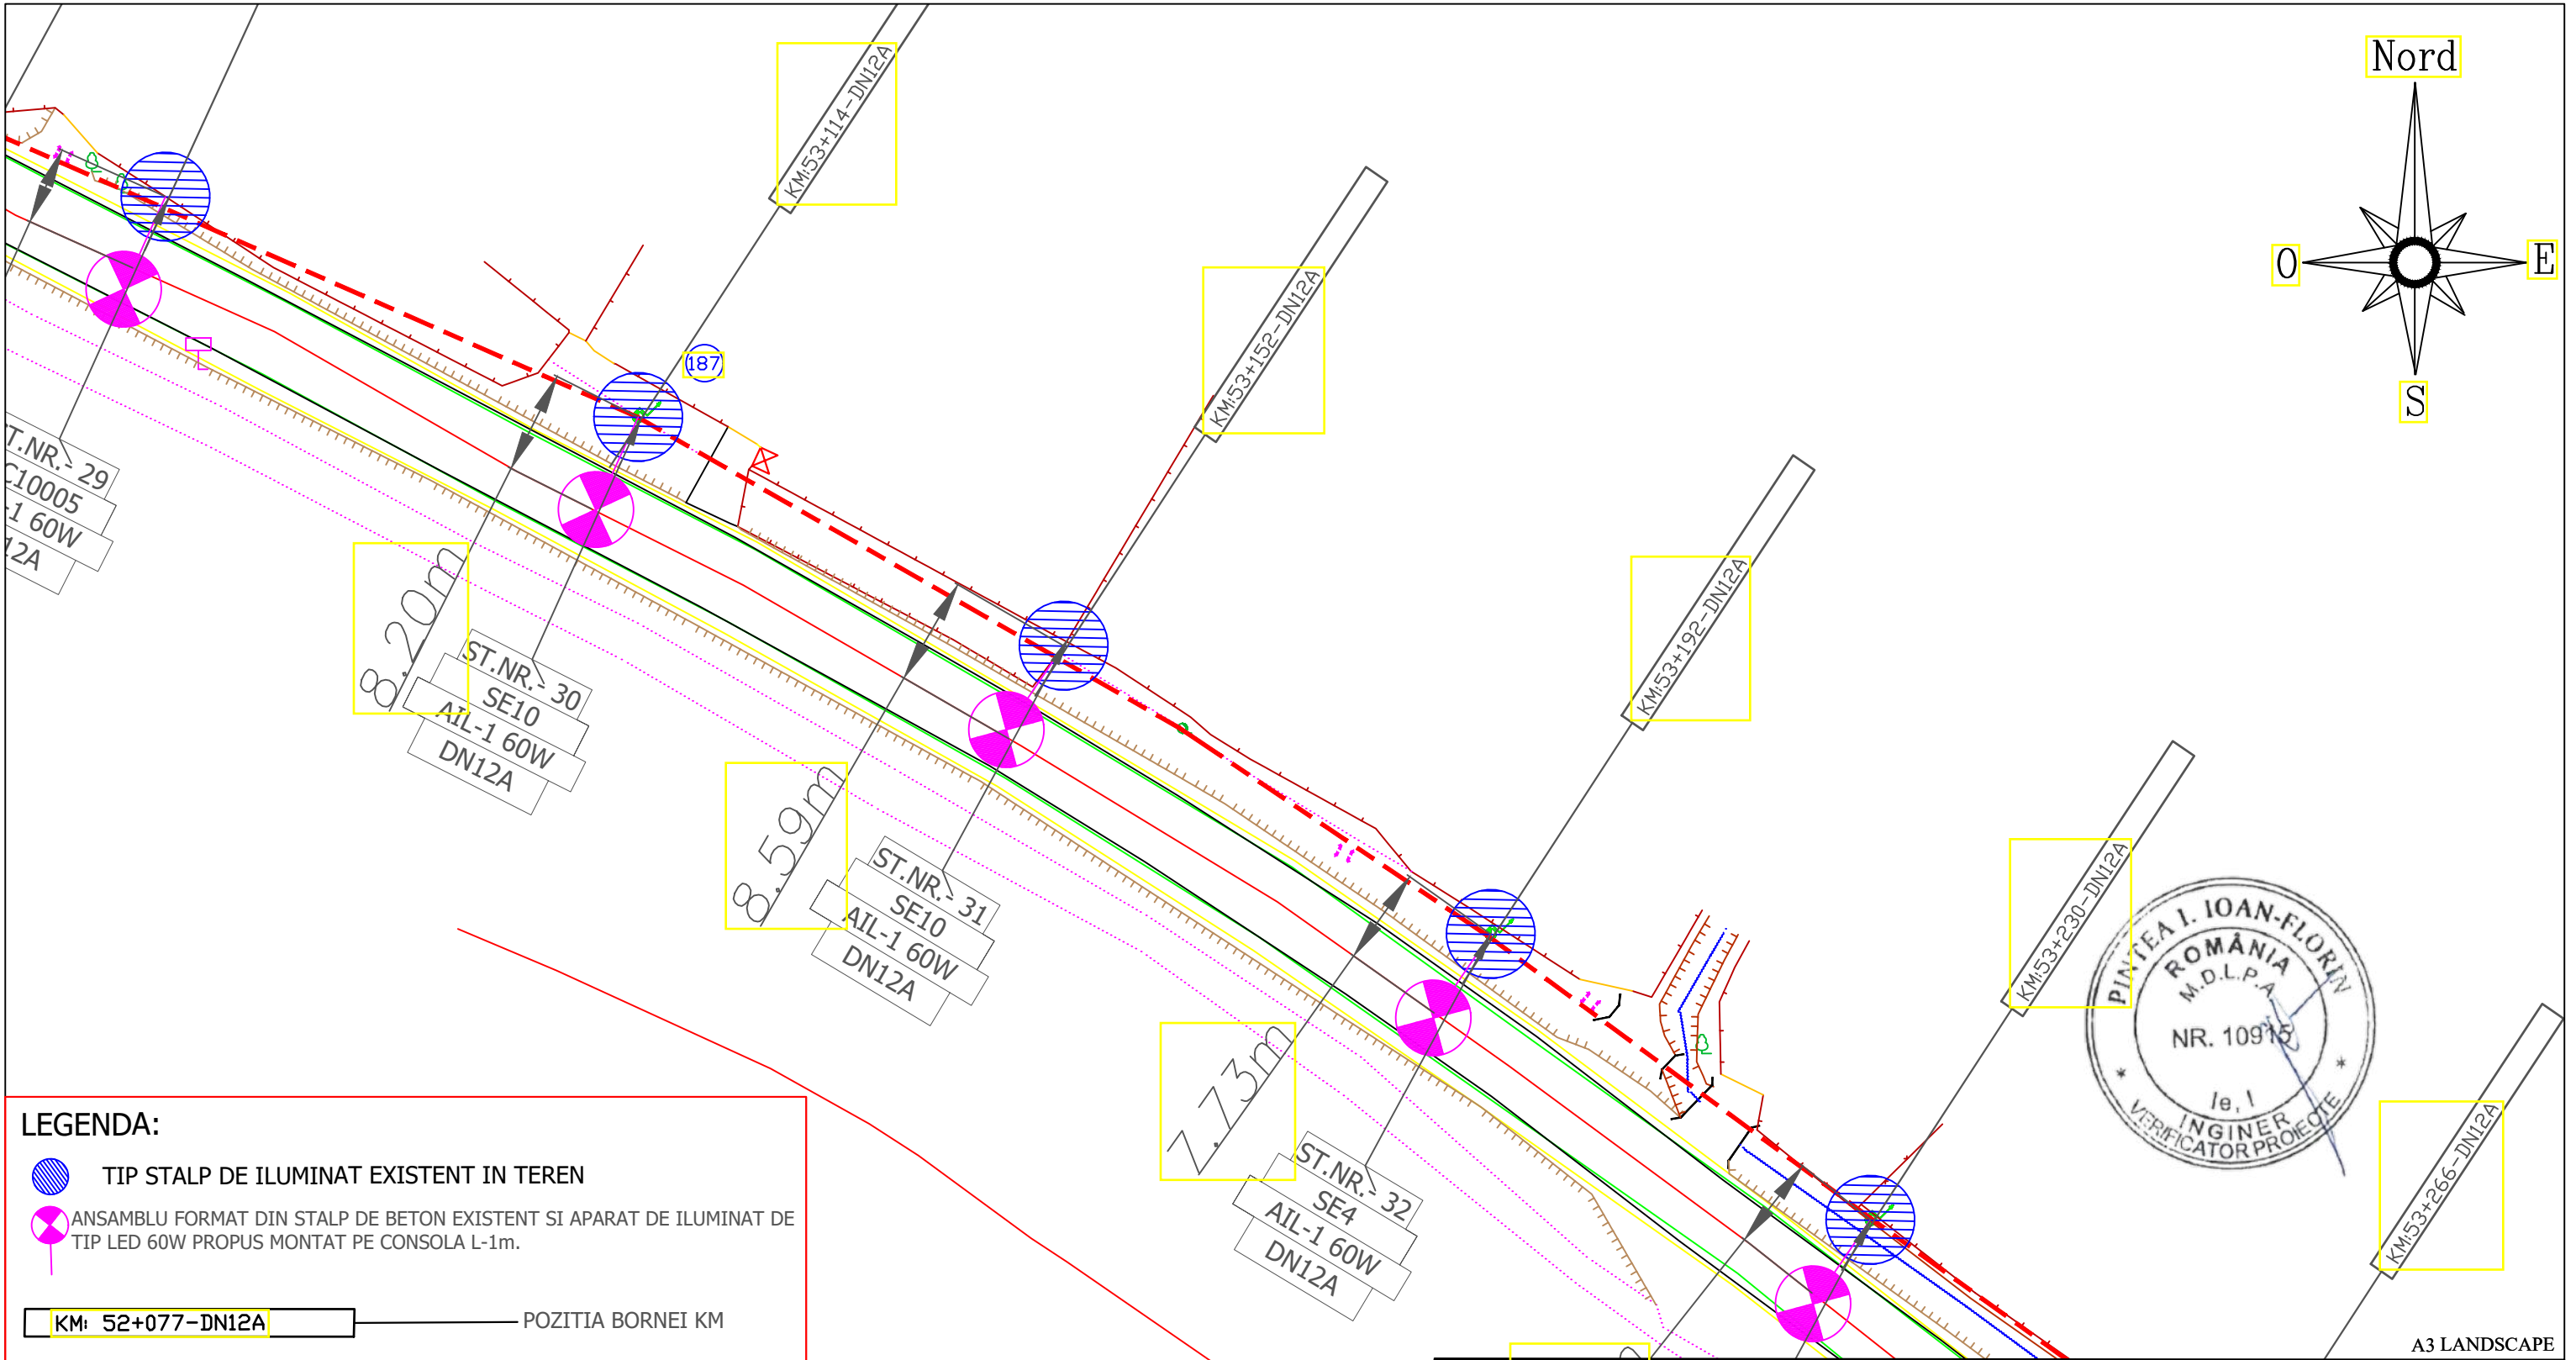 Nord
O
E
S
KM:53+114-DN12A
KM:53+152-DN12A
KM:53+192-DN12A
KM:53+230-DN12A
KM:53+266-DN12A
187
T.NR.- 29
C10005
-1 60W
12A
8.20m
ST.NR.- 30
SE10
AIL-1 60W
DN12A
8.59m
ST.NR.- 31
SE10
AIL-1 60W
DN12A
7.73m
ST.NR.- 32
SE4
AIL-1 60W
DN12A
PINTEA I. IOAN-FLORIN
ROMÂNIA
M.D.L.P.A
NR. 10915
Ie, I
INGINER
VERIFICATOR PROIECTE
LEGENDA:
TIP STALP DE ILUMINAT EXISTENT IN TEREN
ANSAMBLU FORMAT DIN STALP DE BETON EXISTENT SI APARAT DE ILUMINAT DE
TIP LED 60W PROPUS MONTAT PE CONSOLA L-1m.
KM: 52+077-DN12A
POZITIA BORNEI KM
A3 LANDSCAPE